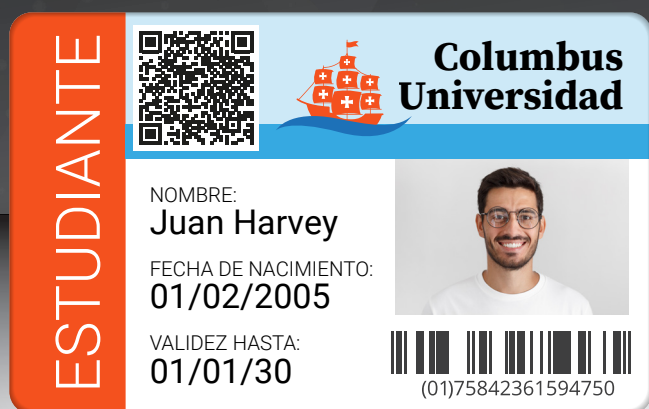 ESTUDIANTE
Columbus
Universidad
NOMBRE:
Juan Harvey
FECHA DE NACIMIENTO:
01/02/2005
VALIDEZ HASTA:
01/01/30
(01)75842361594750